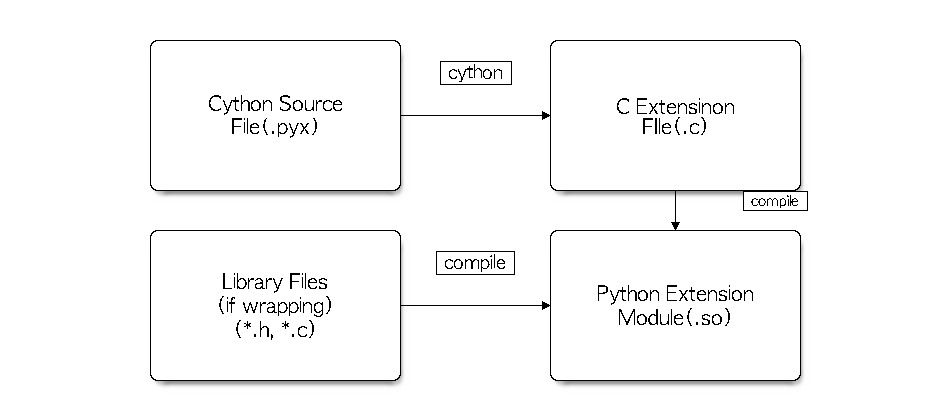 Cython Source
File(.pyx)
cython
C Extensinon
FIle(.c)
compile
Library Files
(if wrapping)
(*.h, *.c)
compile
Python Extension
Module(.so)